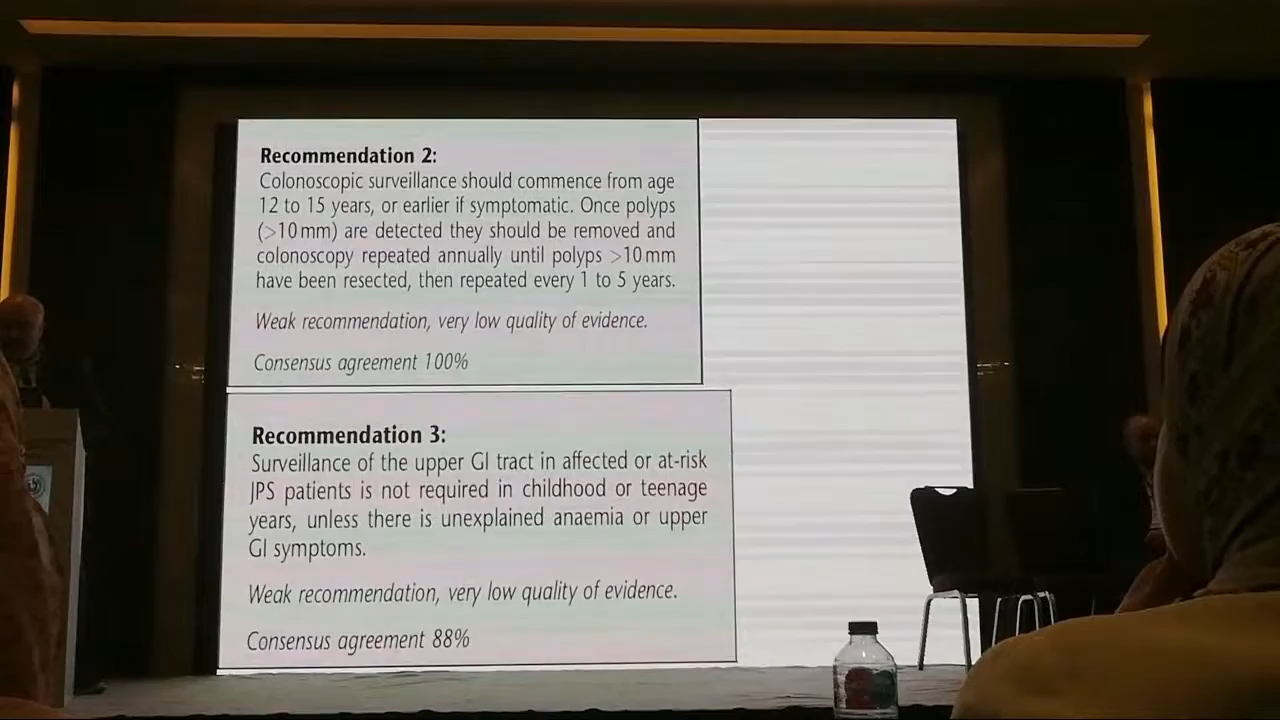 Recommendation 2:
Colonoscopic surveillance should commence from age
12 to 15 years, or earlier if symptomatic. Once polyps
(>10 mm) are detected they should be removed and
colonoscopy repeated annually until polyps >10 mm
have been resected, then repeated every 1 to 5 years.
Weak recommendation, very low quality of evidence.
Consensus agreement 100%
Recommendation 3:
Surveillance of the upper GI tract in affected or at-risk
JPS patients is not required in childhood or teenage
years, unless there is unexplained anaemia or upper
GI symptoms.
Weak recommendation, very low quality of evidence.
Consensus agreement 88%